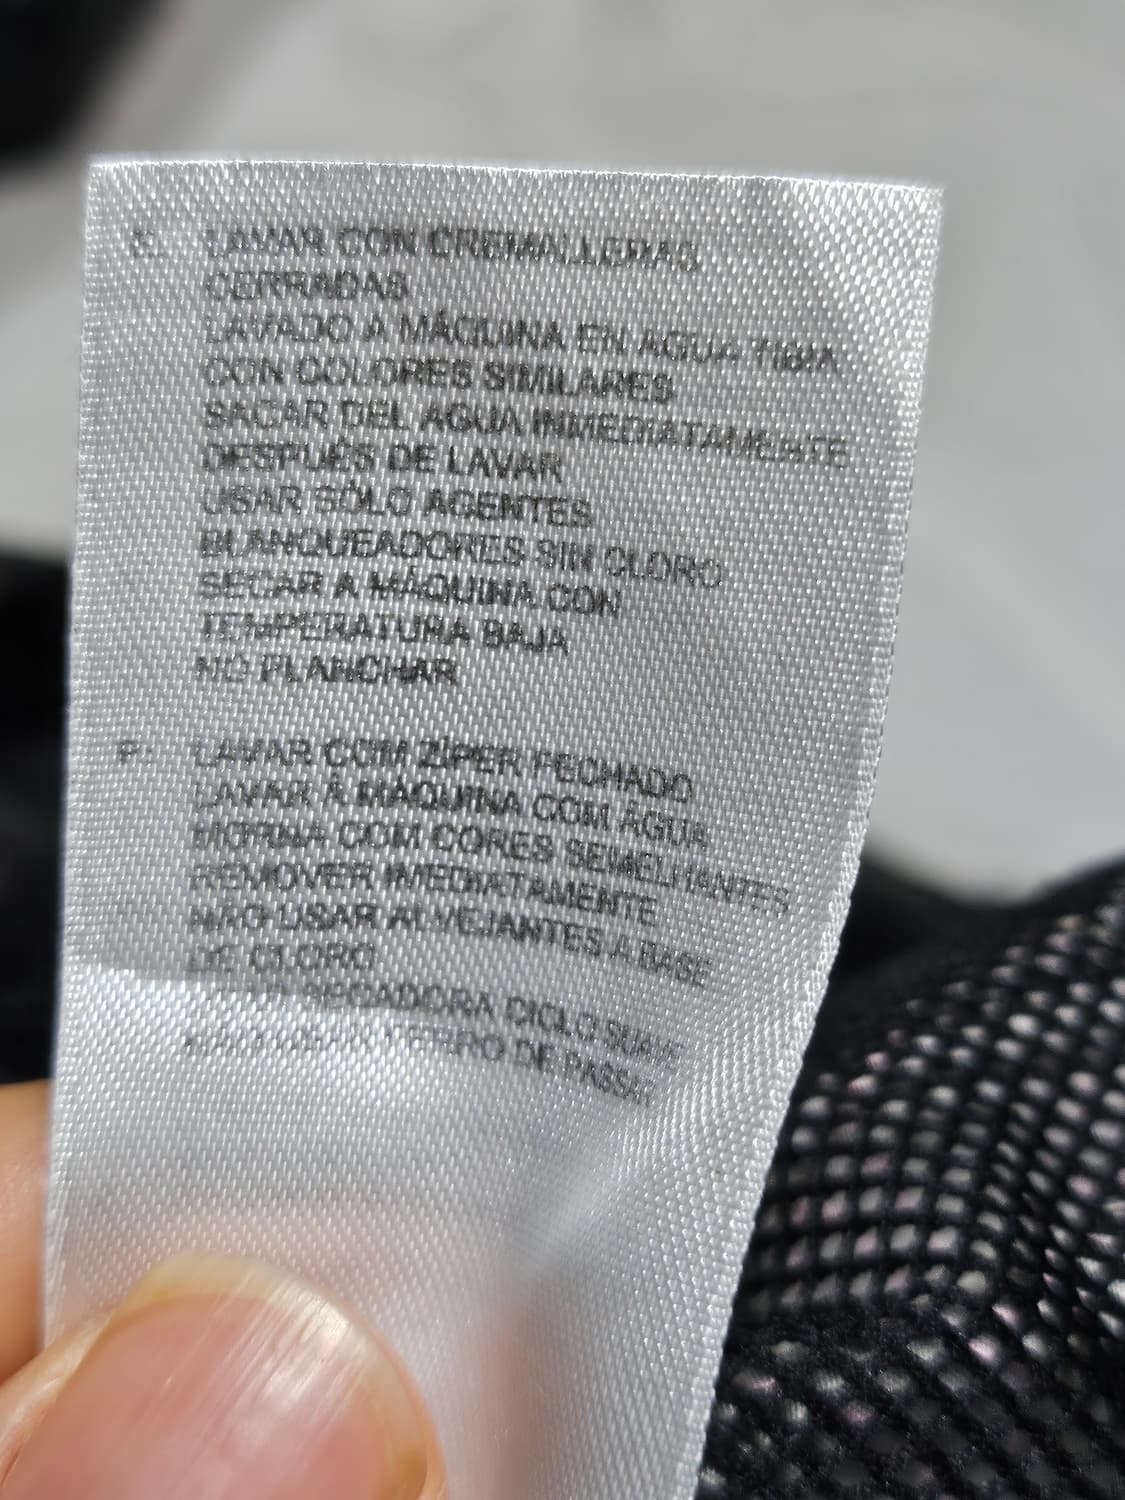 E: LAVAR CON CREMALLERAS
CERRADAS
LAVADO A MÁQUINA EN AGUA TIBIA
CON COLORES SIMILARES
SACAR DEL AGUA INMEDIATAMENTE
DESPUÉS DE LAVAR
USAR SÓLO AGENTES
BLANQUEADORES SIN CLORO
SECAR A MÁQUINA CON
TEMPERATURA BAJA
NO PLANCHAR
P: LAVAR COM ZÍPER FECHADO
LAVAR À MÁQUINA COM ÁGUA
MORNA COM CORES SEMELHANTES
REMOVER IMEDIATAMENTE
NÃO USAR ALVEJANTES A BASE
DE CLORO
SECADORA CICLO SUAVE
FERRO DE PASSAR